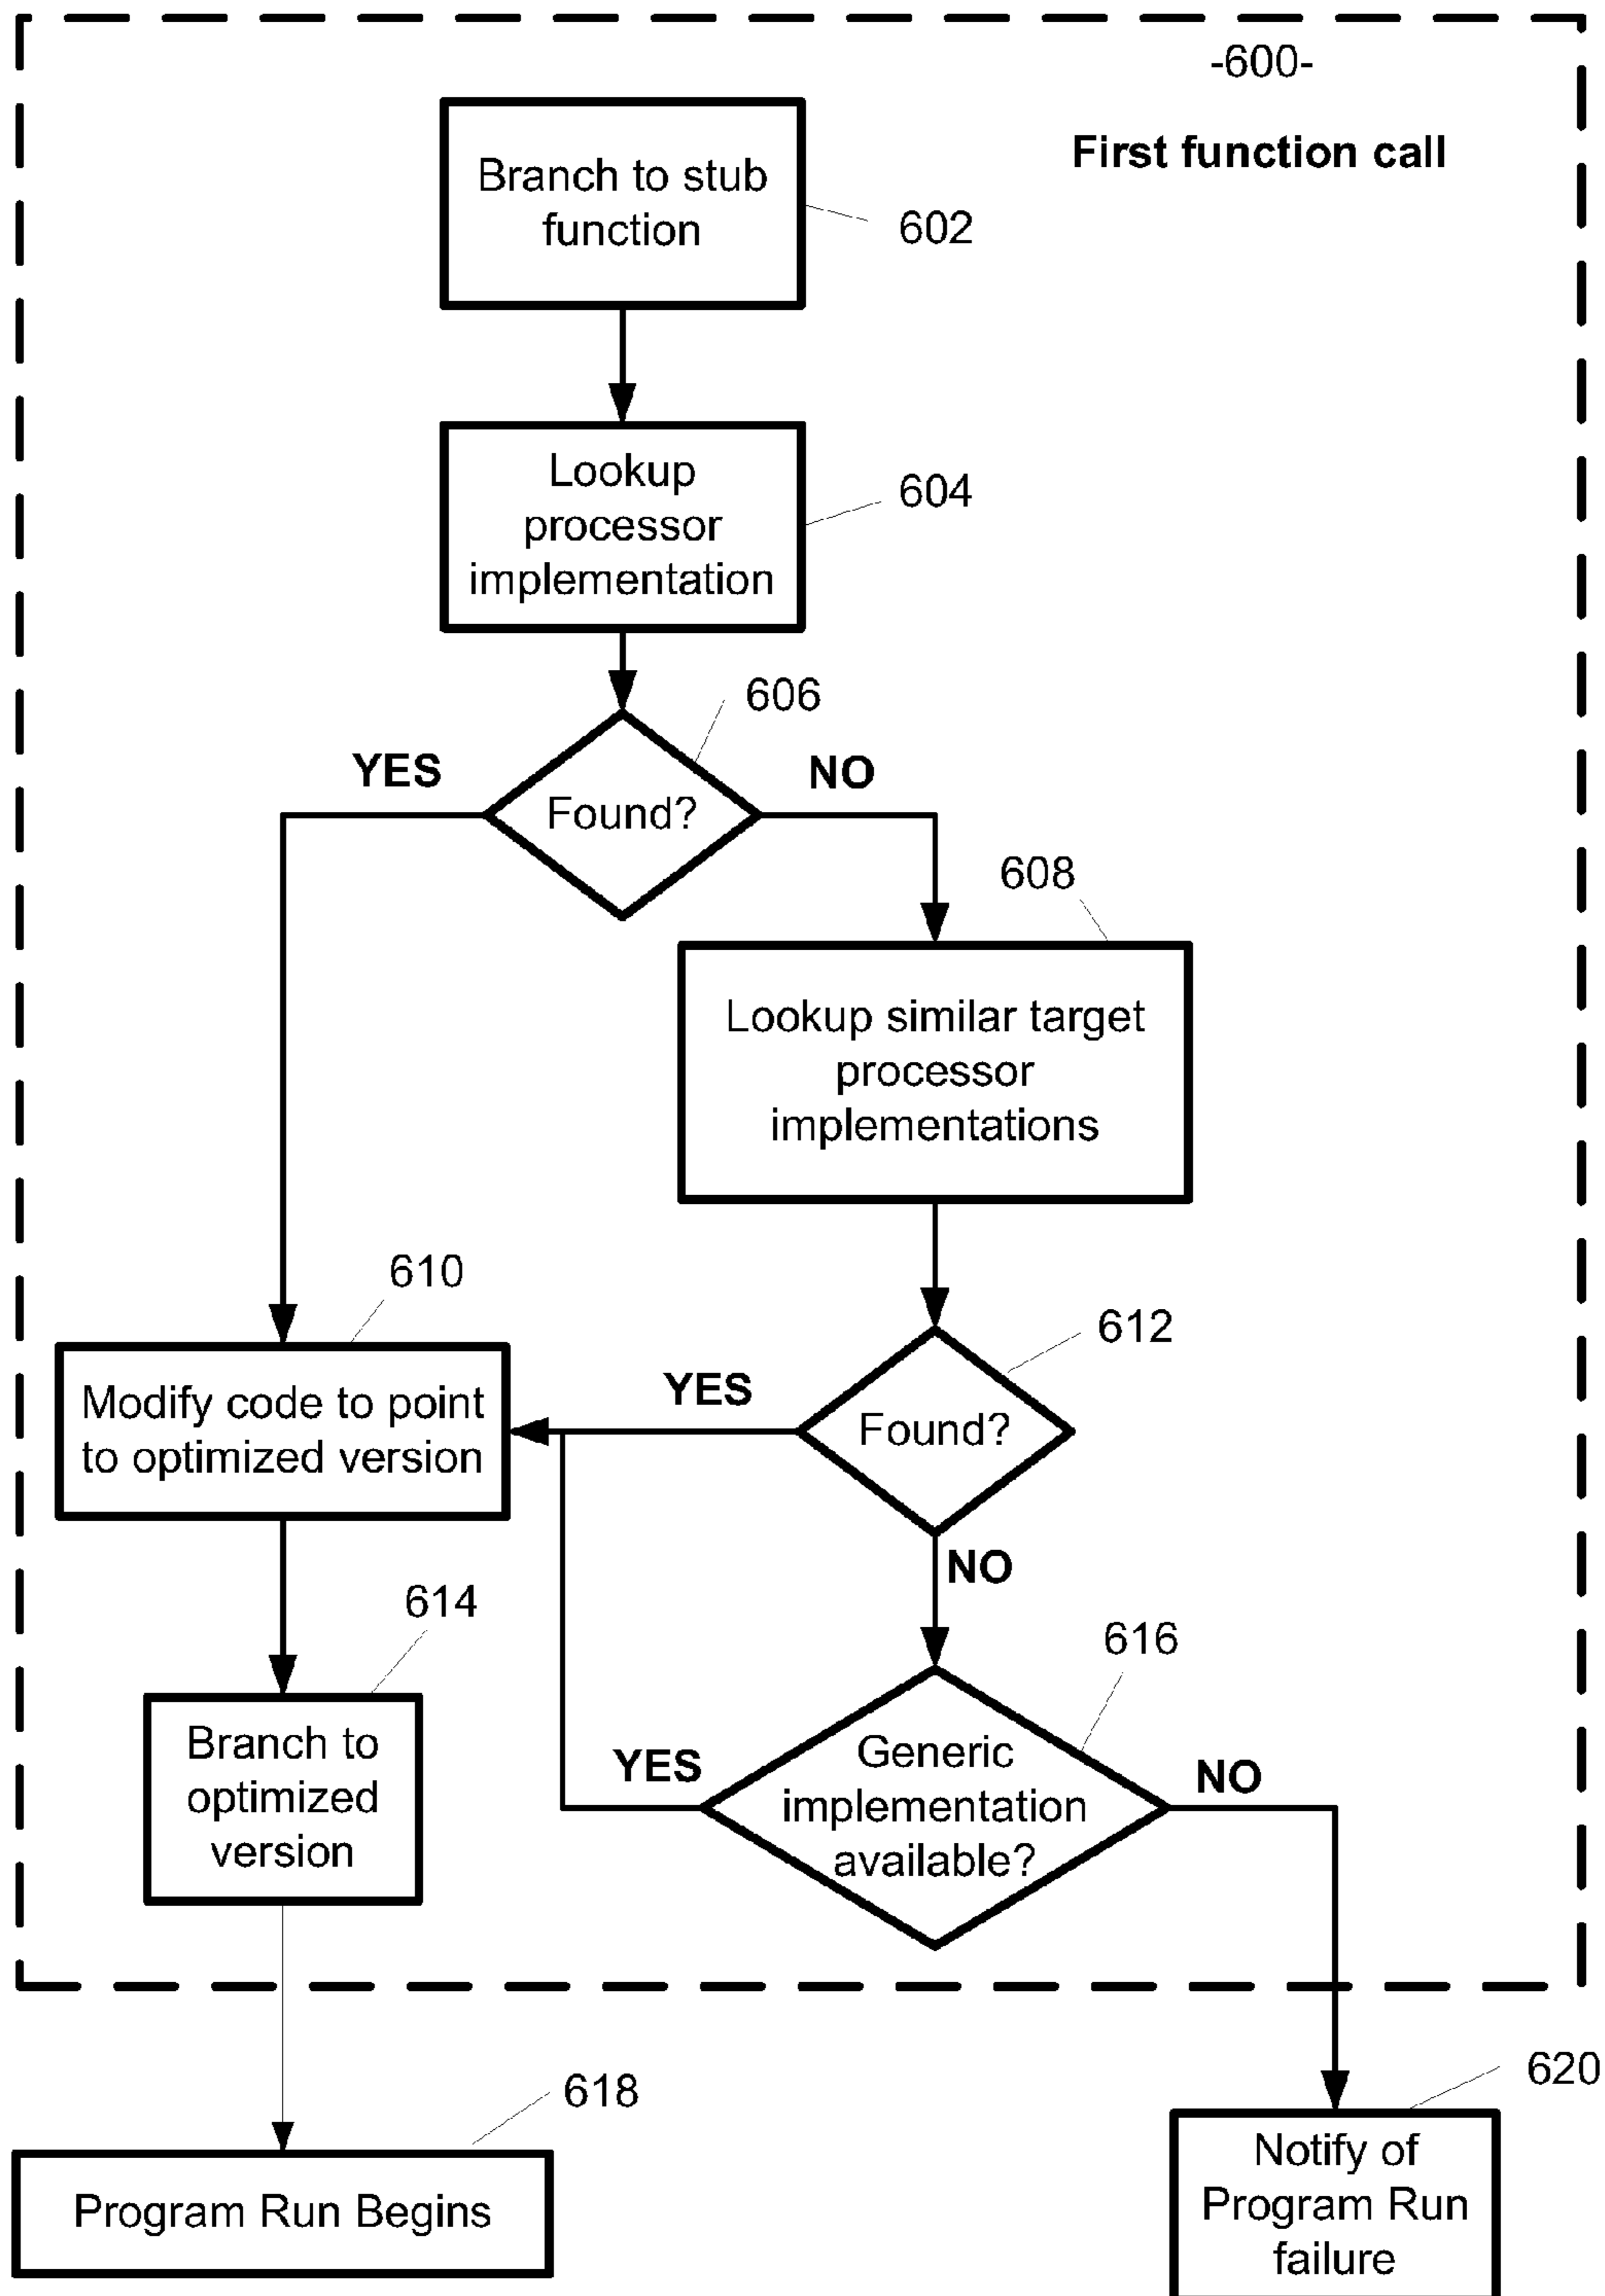 -600-
First function call
Branch to stub
function
602
Lookup
processor
implementation
604
606
YES
NO
Found?
608
Lookup similar target
processor
implementations
610
612
Modify code to point
to optimized version
YES
Found?
NO
614
616
Branch to
optimized
version
YES
Generic
implementation
available?
NO
618
620
Program Run Begins
Notify of
Program Run
failure